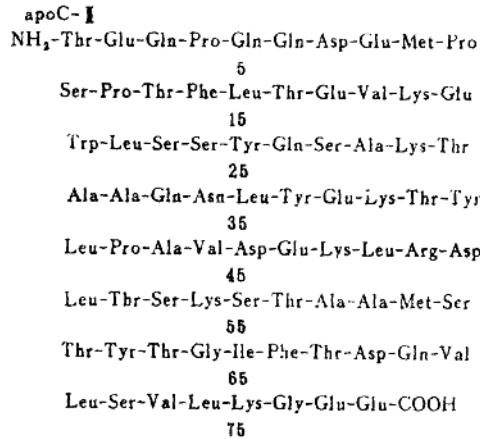 apoC-I
NH₂-Thr-Glu-Gln-Pro-Gln-Gln-Asp-Glu-Met-Pro
5
Ser-Pro-Thr-Phe-Leu-Thr-Glu-Val-Lys-Glu
15
Trp-Leu-Ser-Ser-Tyr-Gln-Ser-Ala-Lys-Thr
25
Ala-Ala-Gln-Asn-Leu-Tyr-Glu-Lys-Thr-Tyr
35
Leu-Pro-Ala-Val-Asp-Glu-Lys-Leu-Arg-Asp
45
Leu-Thr-Ser-Lys-Ser-Thr-Ala-Ala-Met-Ser
55
Thr-Tyr-Thr-Gly-Ile-Phe-Thr-Asp-Gln-Val
65
Leu-Ser-Val-Leu-Lys-Gly-Glu-Glu-COOH
75